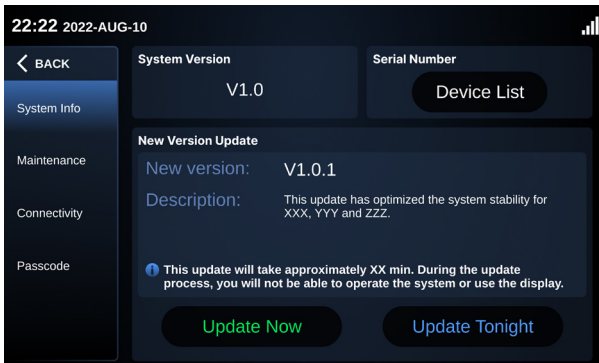 22:22 2022-AUG-10
BACK
System Info
Maintenance
Connectivity
Passcode
System Version
V1.0
Serial Number
Device List
New Version Update
New version: V1.0.1
Description: This update has optimized the system stability for
XXX, YYY and ZZZ.
This update will take approximately XX min. During the update
process, you will not be able to operate the system or use the display.
Update Now
Update Tonight